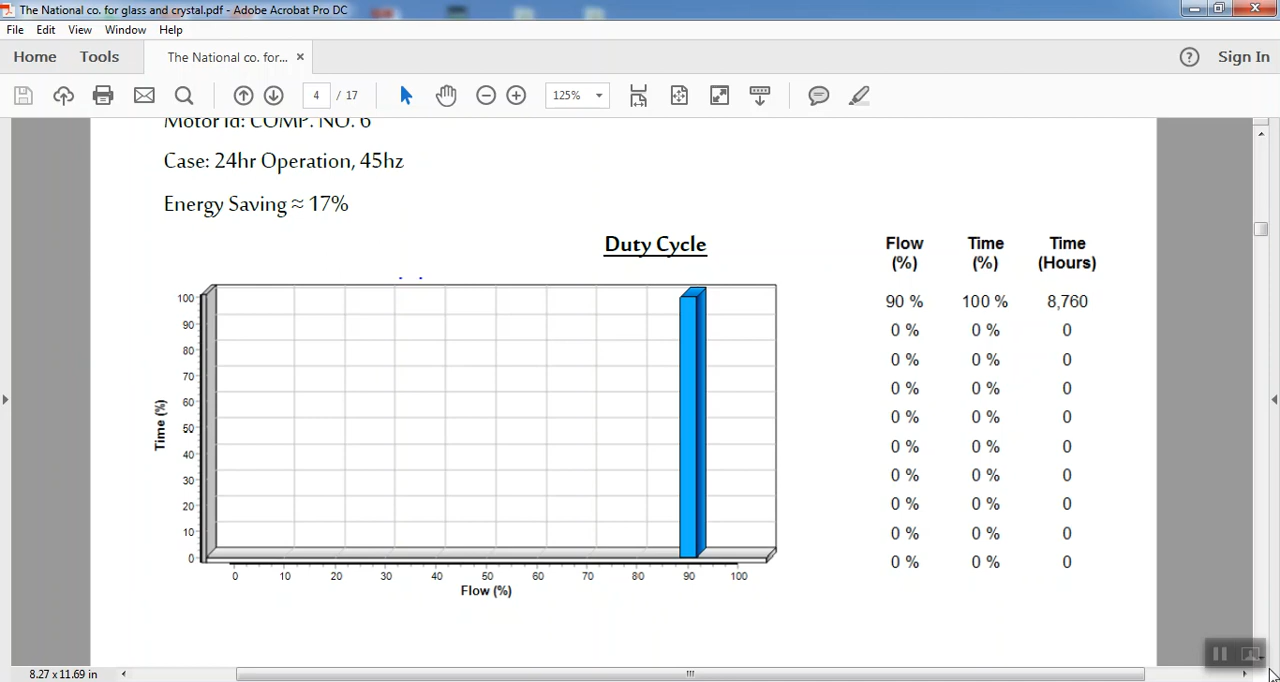 The National co. for glass and crystal.pdf - Adobe Acrobat Pro DC
File Edit View Window Help
Home Tools The National co. for... × Sign In
4 / 17 125%
Motor Id: COMP. NO. 6
Case: 24hr Operation, 45hz
Energy Saving ≈ 17%
Duty Cycle
Flow (%) Time (%) Time (Hours)
90 % 100 % 8,760
0 % 0 % 0
0 % 0 % 0
0 % 0 % 0
0 % 0 % 0
0 % 0 % 0
0 % 0 % 0
0 % 0 % 0
0 % 0 % 0
0 % 0 % 0
Time (%)
100
90
80
70
60
50
40
30
20
10
0
0 10 20 30 40 50 60 70 80 90 100
Flow (%)
8.27 x 11.69 in